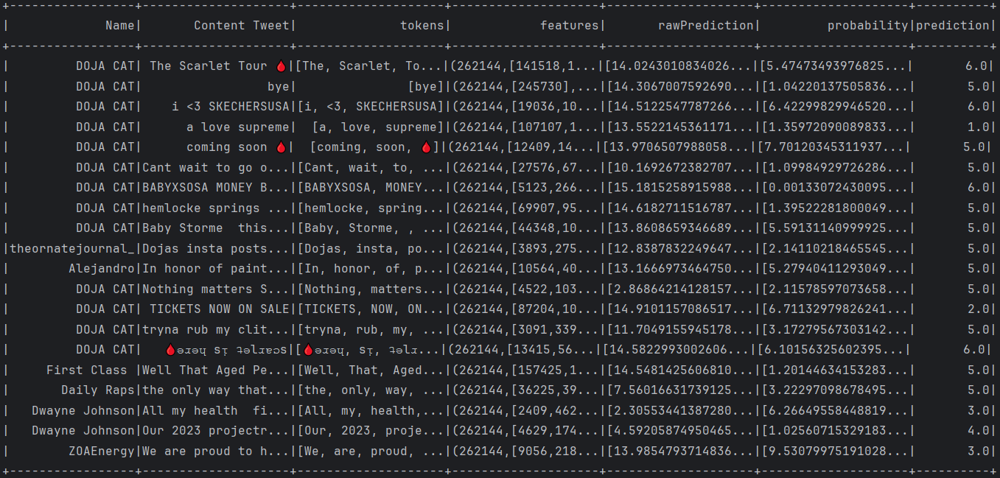 +-----------------+--------------------+--------------------+--------------------+--------------------+--------------------+----------+
|             Name|       Content Tweet|              tokens|            features|       rawPrediction|         probability|prediction|
+-----------------+--------------------+--------------------+--------------------+--------------------+--------------------+----------+
|         DOJA CAT| The Scarlet Tour 🩸|[The, Scarlet, To...|(262144,[141518,1...|[14.0243010834026...|[5.47473493976825...|       6.0|
|         DOJA CAT|                 bye|               [bye]|(262144,[245730],...|[14.3067007592690...|[1.04220137505836...|       5.0|
|         DOJA CAT|    i <3 SKECHERSUSA|[i, <3, SKECHERSUSA]|(262144,[19036,10...|[14.5122547787266...|[6.42299829946520...|       6.0|
|         DOJA CAT|      a love supreme|  [a, love, supreme]|(262144,[107107,1...|[13.5522145361171...|[1.35972090089833...|       1.0|
|         DOJA CAT|      coming soon 🩸|  [coming, soon, 🩸]|(262144,[12409,14...|[13.9706507988058...|[7.70120345311937...|       5.0|
|         DOJA CAT|Cant wait to go o...|[Cant, wait, to, ...|(262144,[27576,67...|[10.1692672382707...|[1.09984929726286...|       5.0|
|         DOJA CAT|BABYXSOSA MONEY B...|[BABYXSOSA, MONEY...|(262144,[5123,266...|[15.1815258915988...|[0.00133072430095...|       6.0|
|         DOJA CAT|hemlocke springs ...|[hemlocke, spring...|(262144,[69907,95...|[14.6182711516787...|[1.39522281800049...|       5.0|
|         DOJA CAT|Baby Storme  this...|[Baby, Storme, , ...|(262144,[44348,10...|[13.8608659346689...|[5.59131140999925...|       5.0|
|theornatejournal_|Dojas insta posts...|[Dojas, insta, po...|(262144,[3893,275...|[12.8387832249647...|[2.14110218465545...|       5.0|
|        Alejandro|In honor of paint...|[In, honor, of, p...|(262144,[10564,40...|[13.1666973464750...|[5.27940411293049...|       5.0|
|         DOJA CAT|Nothing matters S...|[Nothing, matters...|(262144,[4522,103...|[2.86864214128157...|[2.11578597073658...|       5.0|
|         DOJA CAT| TICKETS NOW ON SALE|[TICKETS, NOW, ON...|(262144,[87204,10...|[14.9101157086517...|[6.71132979826241...|       2.0|
|         DOJA CAT|tryna rub my clit...|[tryna, rub, my, ...|(262144,[3091,339...|[11.7049155945178...|[3.17279567303142...|       5.0|
|         DOJA CAT|   🩸ǝɹǝɥ sᴉ ʇǝlɹɐɔs|[🩸ǝɹǝɥ, sᴉ, ʇǝlɹ...|(262144,[13415,56...|[14.5822993002606...|[6.10156325602395...|       6.0|
|     First Class |Well That Aged Pe...|[Well, That, Aged...|(262144,[157425,1...|[14.5481425606810...|[1.20144634153283...|       5.0|
|       Daily Raps|the only way that...|[the, only, way, ...|(262144,[36225,39...|[7.56016631739125...|[3.22297098678495...|       5.0|
|   Dwayne Johnson|All my health  fi...|[All, my, health,...|(262144,[2409,462...|[2.30553441387280...|[6.26649558448819...|       3.0|
|   Dwayne Johnson|Our 2023 projectr...|[Our, 2023, proje...|(262144,[4629,174...|[4.59205874950465...|[1.02560715329183...|       4.0|
|        ZOAEnergy|We are proud to h...|[We, are, proud, ...|(262144,[9056,218...|[13.9854793714836...|[9.53079975191028...|       3.0|
+-----------------+--------------------+--------------------+--------------------+--------------------+--------------------+----------+